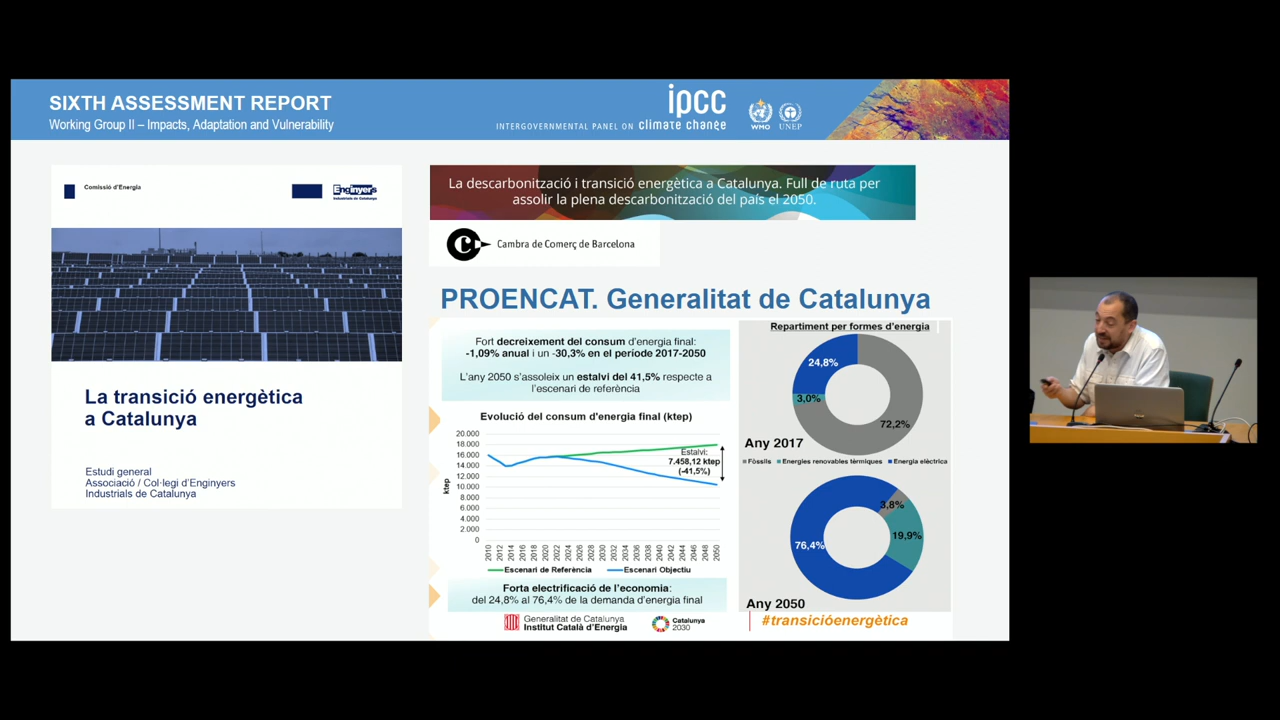 SIXTH ASSESSMENT REPORT
Working Group II – Impacts, Adaptation and Vulnerability
ipcc
INTERGOVERNMENTAL PANEL ON climate change
WMO
UNEP
Comissió d'Energia
Enginyers
Industrials de Catalunya
La transició energètica
a Catalunya
Estudi general
Associació / Col·legi d'Enginyers
Industrials de Catalunya
La descarbonització i transició energètica a Catalunya. Full de ruta per
assolir la plena descarbonització del país el 2050.
Cambra de Comerç de Barcelona
PROENCAT. Generalitat de Catalunya
Fort decreixement del consum d'energia final:
-1,09% anual i un -30,3% en el període 2017-2050
L'any 2050 s'assoleix un estalvi del 41,5% respecte a
l'escenari de referència
Evolució del consum d'energia final (ktep)
20.000
18.000
16.000
14.000
12.000
10.000
8.000
6.000
4.000
2.000
0
ktep
Estalvi:
7.458,12 ktep
(-41,5%)
2010
2012
2014
2016
2018
2020
2022
2024
2026
2028
2030
2032
2034
2036
2038
2040
2042
2044
2046
2048
2050
Escenari de Referència
Escenari Objectiu
Forta electrificació de l'economia:
del 24,8% al 76,4% de la demanda d'energia final
Generalitat de Catalunya
Institut Català d'Energia
Catalunya
2030
Repartiment per formes d'energia
24,8%
3,0%
72,2%
Any 2017
Fòssils
Energies renovables tèrmiques
Energia elèctrica
3,8%
19,9%
76,4%
Any 2050
#transicióenergètica